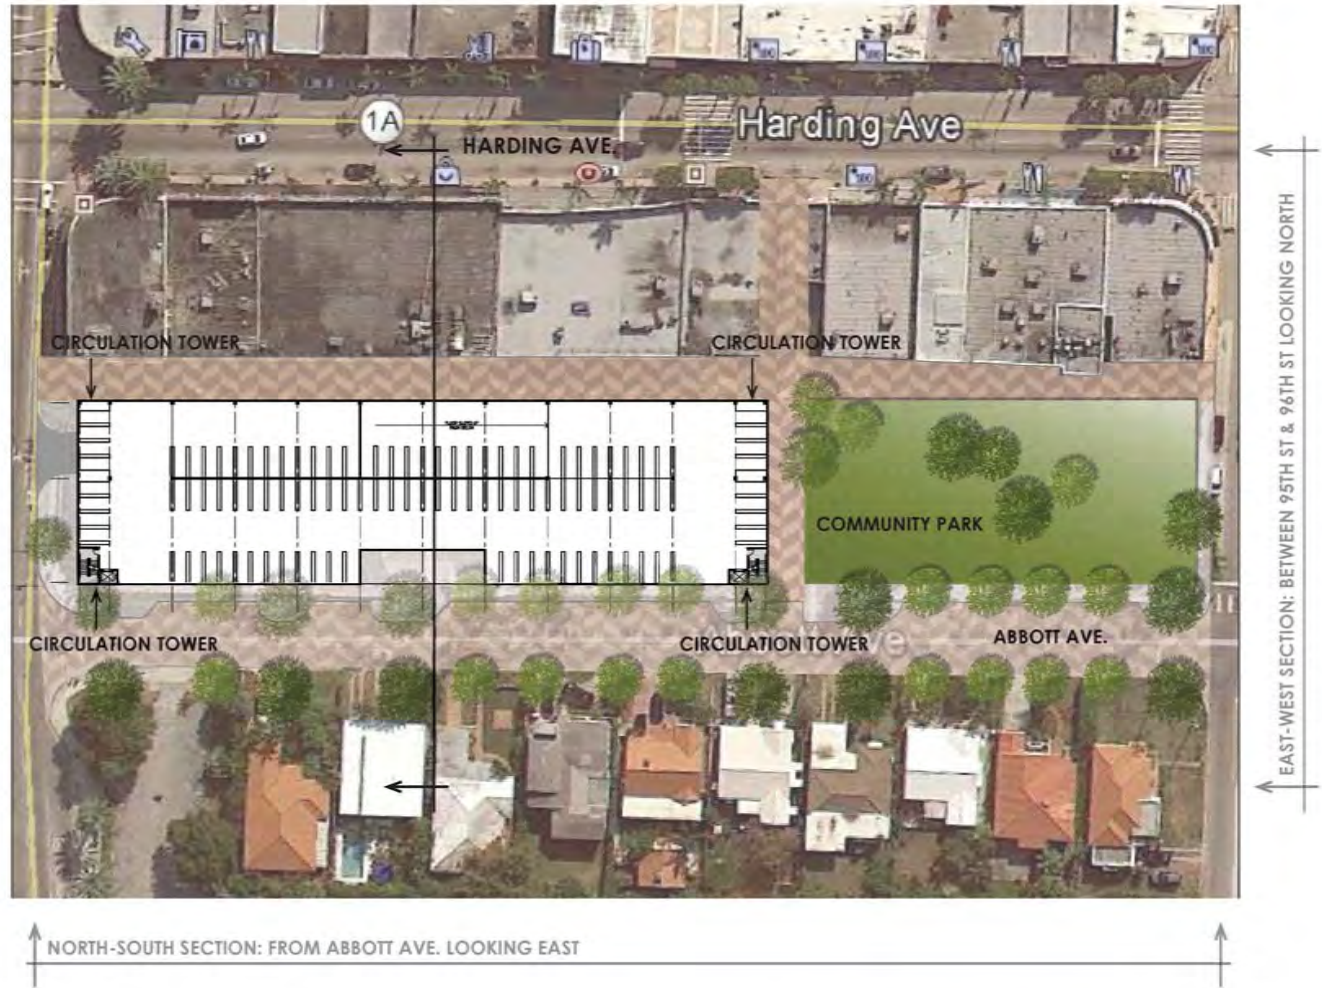 1A
Harding Ave
HARDING AVE.
CIRCULATION TOWER
CIRCULATION TOWER
COMMUNITY PARK
CIRCULATION TOWER
CIRCULATION TOWER
ABBOTT AVE.
EAST-WEST SECTION: BETWEEN 95TH ST & 96TH ST LOOKING NORTH
NORTH-SOUTH SECTION: FROM ABBOTT AVE. LOOKING EAST